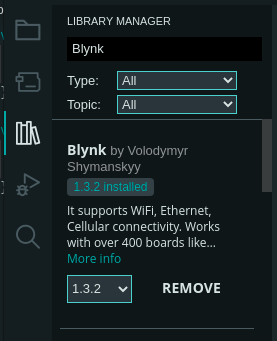 LIBRARY MANAGER
Blynk
Type: All
Topic: All
Blynk by Volodymyr
Shymanskyy
1.3.2 installed
It supports WiFi, Ethernet,
Cellular connectivity. Works
with over 400 boards like...
More info
1.3.2 REMOVE